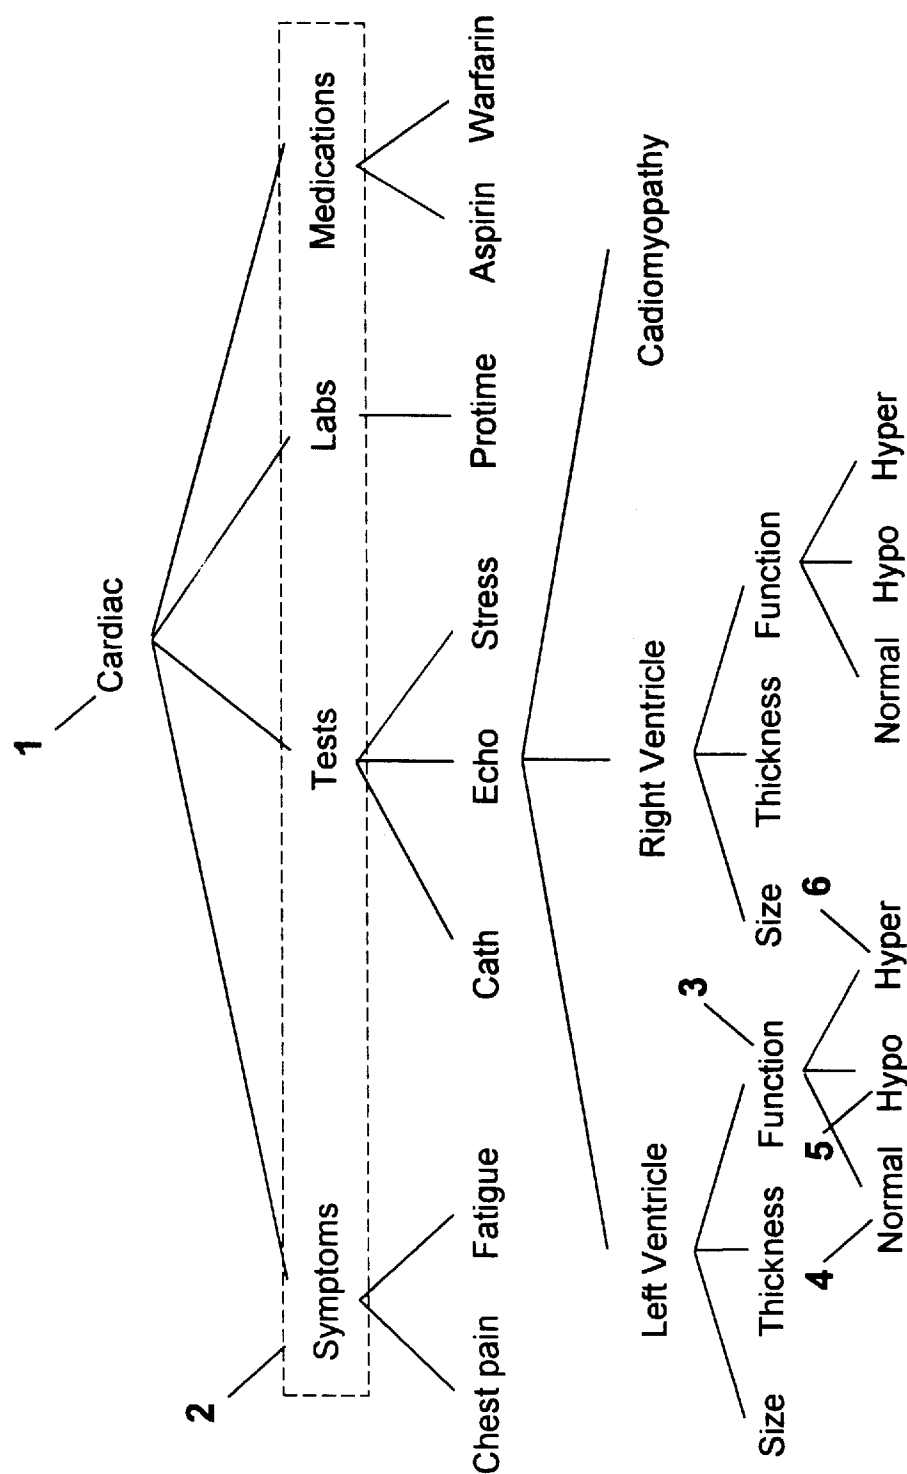 1
Cardiac
2
Symptoms Tests Labs Medications
Chest pain Fatigue Cath Echo Stress Protime Aspirin Warfarin
Left Ventricle Right Ventricle Cadiomyopathy
3
Size Thickness Function Size Thickness Function
4 5 6
Normal Hypo Hyper Normal Hypo Hyper